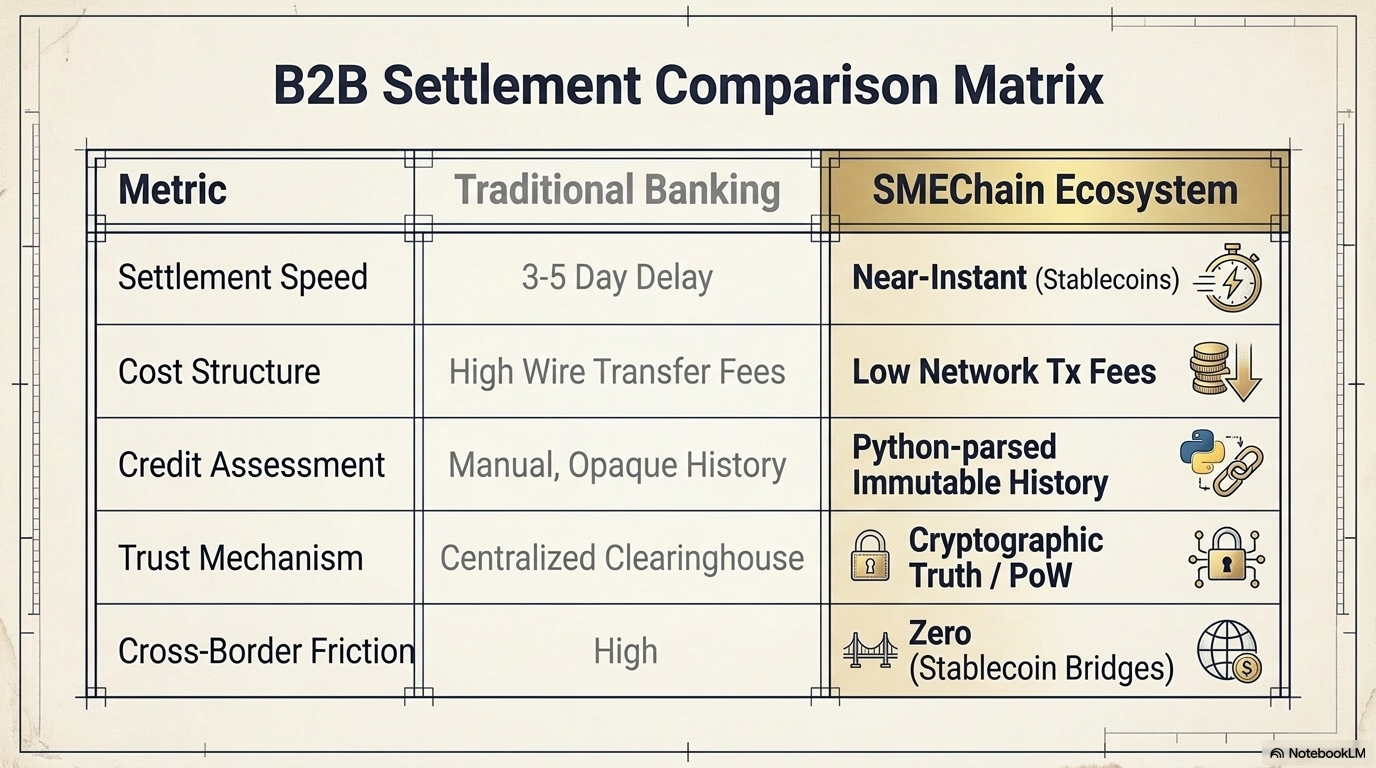 B2B Settlement Comparison Matrix
Metric
Traditional Banking
SMEChain Ecosystem
Settlement Speed
3-5 Day Delay
Near-Instant (Stablecoins)
Cost Structure
High Wire Transfer Fees
Low Network Tx Fees
Credit Assessment
Manual, Opaque History
Python-parsed
Immutable History
Trust Mechanism
Centralized Clearinghouse
Cryptographic
Truth / PoW
Cross-Border Friction
High
Zero
(Stablecoin Bridges)
$
NotebookLM